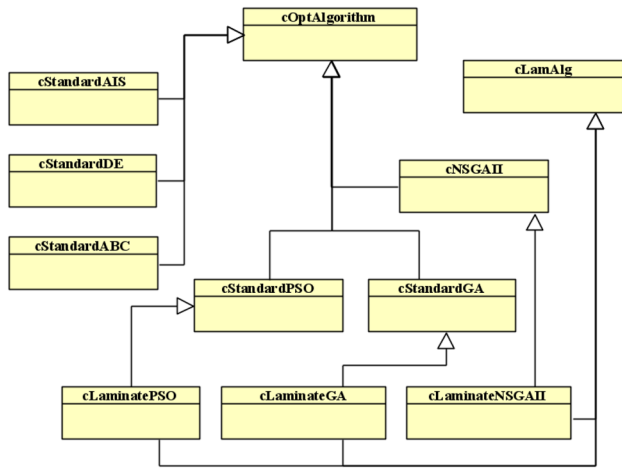 cOptAlgorithm
cLamAlg
cStandardAIS
cStandardDE
cNSGAII
cStandardABC
cStandardPSO
cStandardGA
cLaminatePSO
cLaminateGA
cLaminateNSGAII